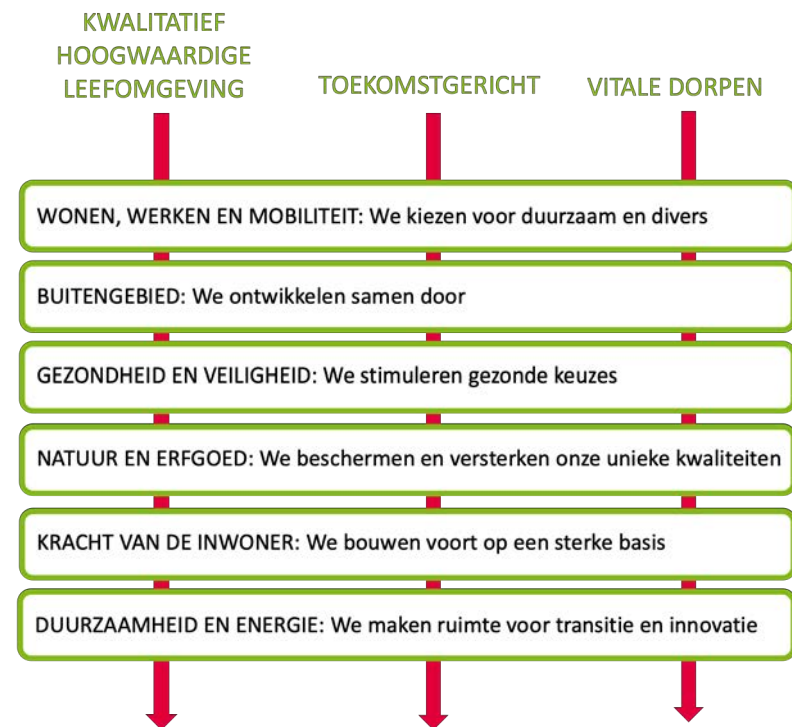 KWALITATIEF
HOOGWAARDIGE
LEEFOMGEVING
TOEKOMSTGERICHT
VITALE DORPEN
WONEN, WERKEN EN MOBILITEIT: We kiezen voor duurzaam en divers
BUITENGEBIED: We ontwikkelen samen door
GEZONDHEID EN VEILIGHEID: We stimuleren gezonde keuzes
NATUUR EN ERFGOED: We beschermen en versterken onze unieke kwaliteiten
KRACHT VAN DE INWONER: We bouwen voort op een sterke basis
DUURZAAMHEID EN ENERGIE: We maken ruimte voor transitie en innovatie